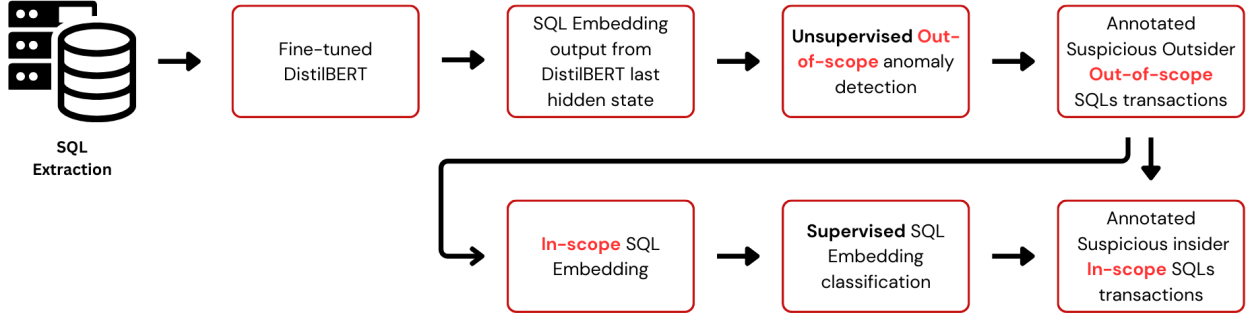 SQL
Extraction
Fine-tuned
DistilBERT
SQL Embedding
output from
DistilBERT last
hidden state
Unsupervised Out-
of-scope anomaly
detection
Annotated
Suspicious Outsider
Out-of-scope
SQLs transactions
In-scope SQL
Embedding
Supervised SQL
Embedding
classification
Annotated
Suspicious insider
In-scope SQLs
transactions